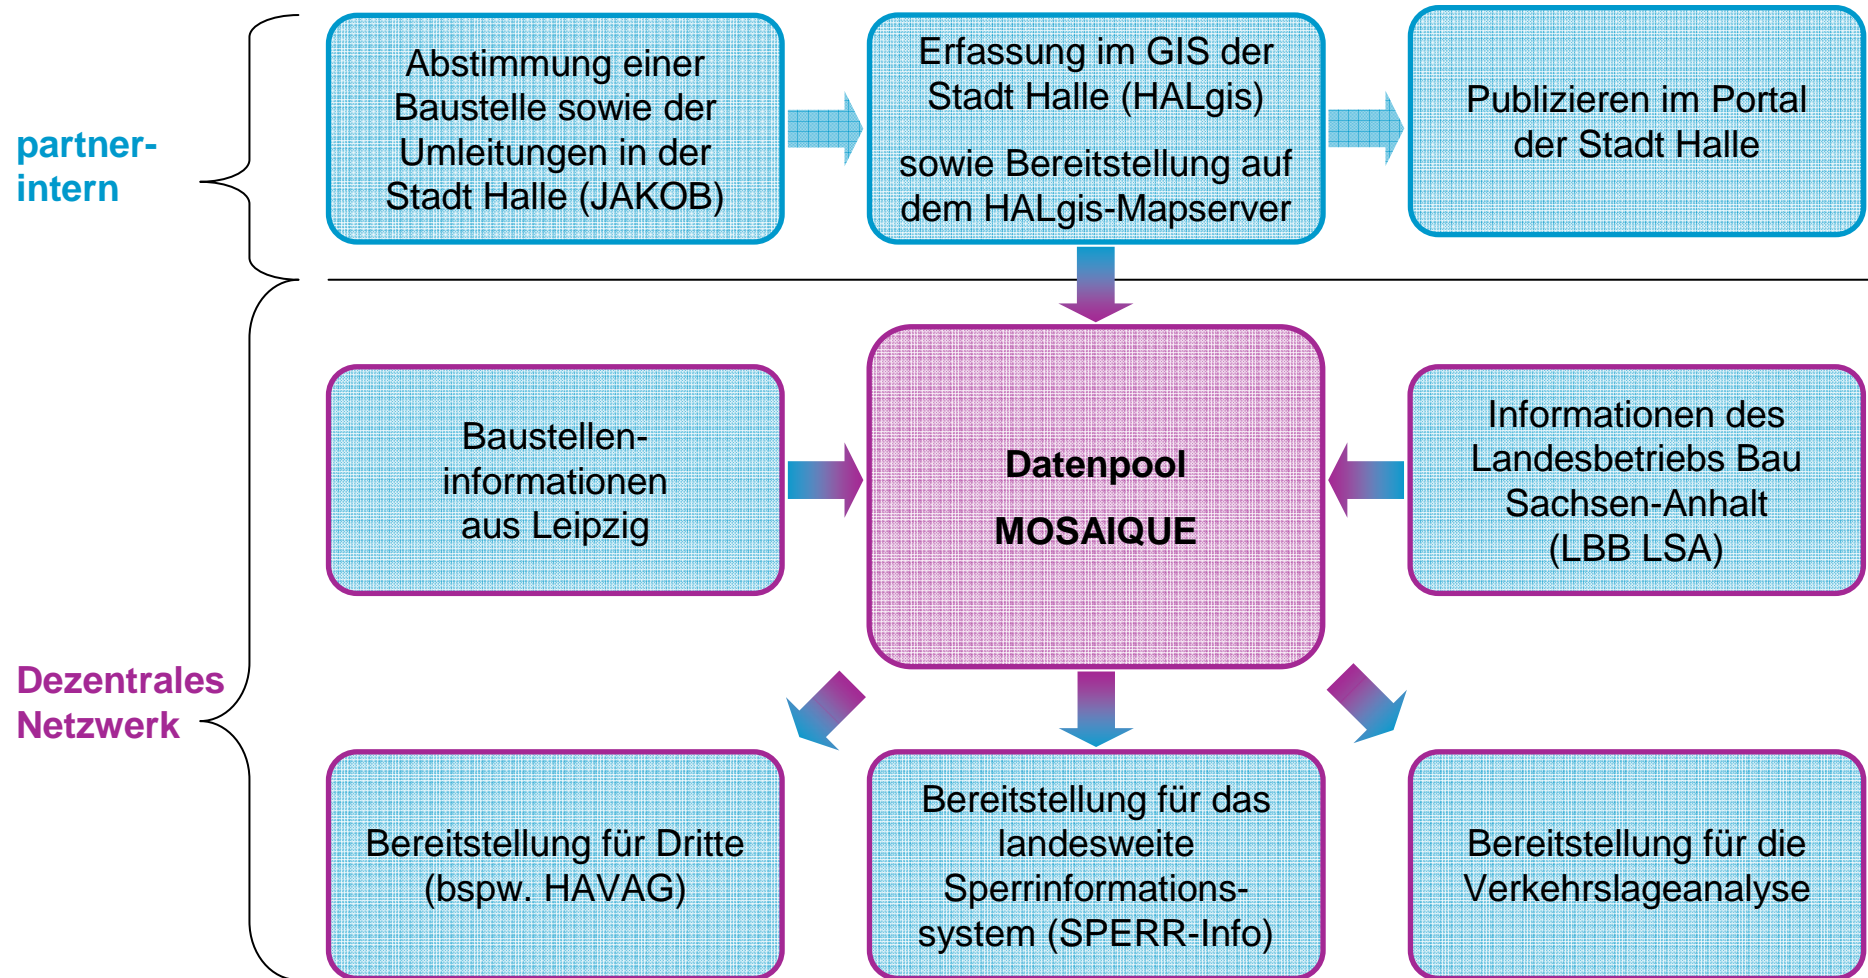 partner-
intern
Abstimmung einer
Baustelle sowie der
Umleitungen in der
Stadt Halle (JAKOB)
Erfassung im GIS der
Stadt Halle (HALgis)
sowie Bereitstellung auf
dem HALgis-Mapserver
Publizieren im Portal
der Stadt Halle
Dezentrales
Netzwerk
Baustellen-
informationen
aus Leipzig
Datenpool
MOSAIQUE
Informationen des
Landesbetriebs Bau
Sachsen-Anhalt
(LBB LSA)
Bereitstellung für Dritte
(bspw. HAVAG)
Bereitstellung für das
landesweite
Sperrinformations-
system (SPERR-Info)
Bereitstellung für die
Verkehrslageanalyse